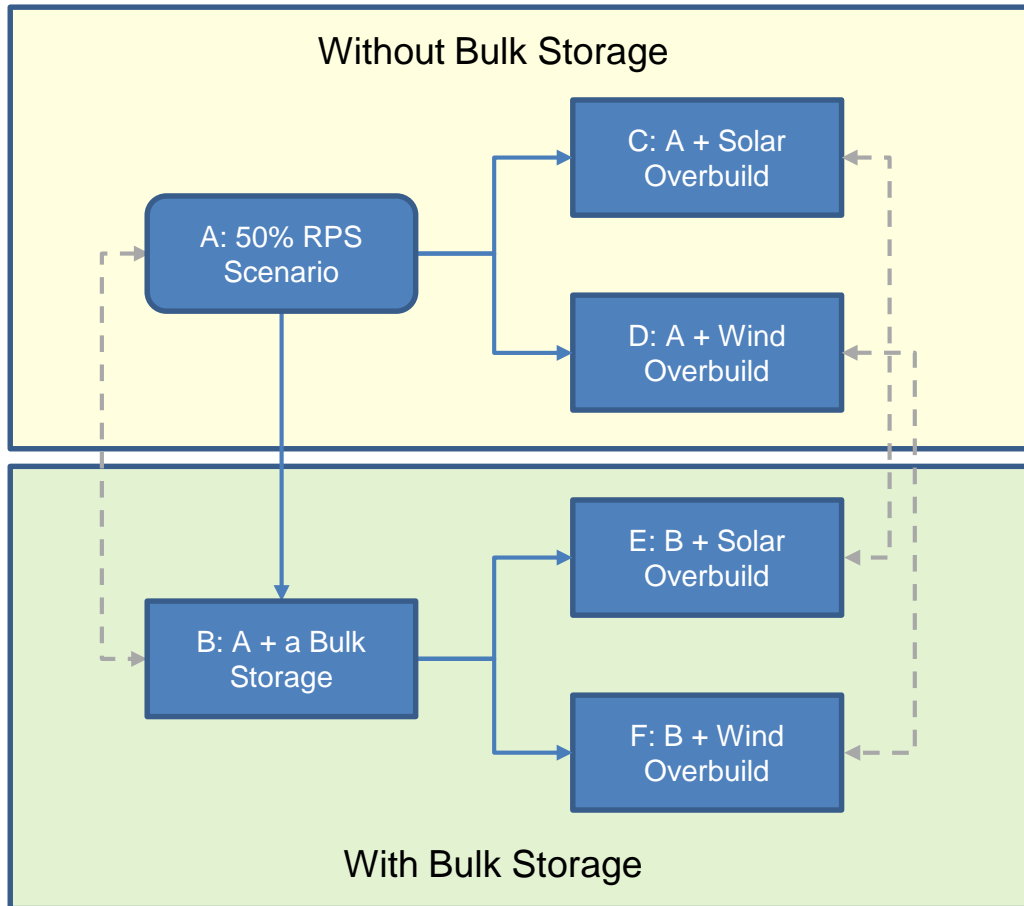 Without Bulk Storage
C: A + Solar
Overbuild
A: 50% RPS
Scenario
D: A + Wind
Overbuild
E: B + Solar
Overbuild
B: A + a Bulk
Storage
F: B + Wind
Overbuild
With Bulk Storage